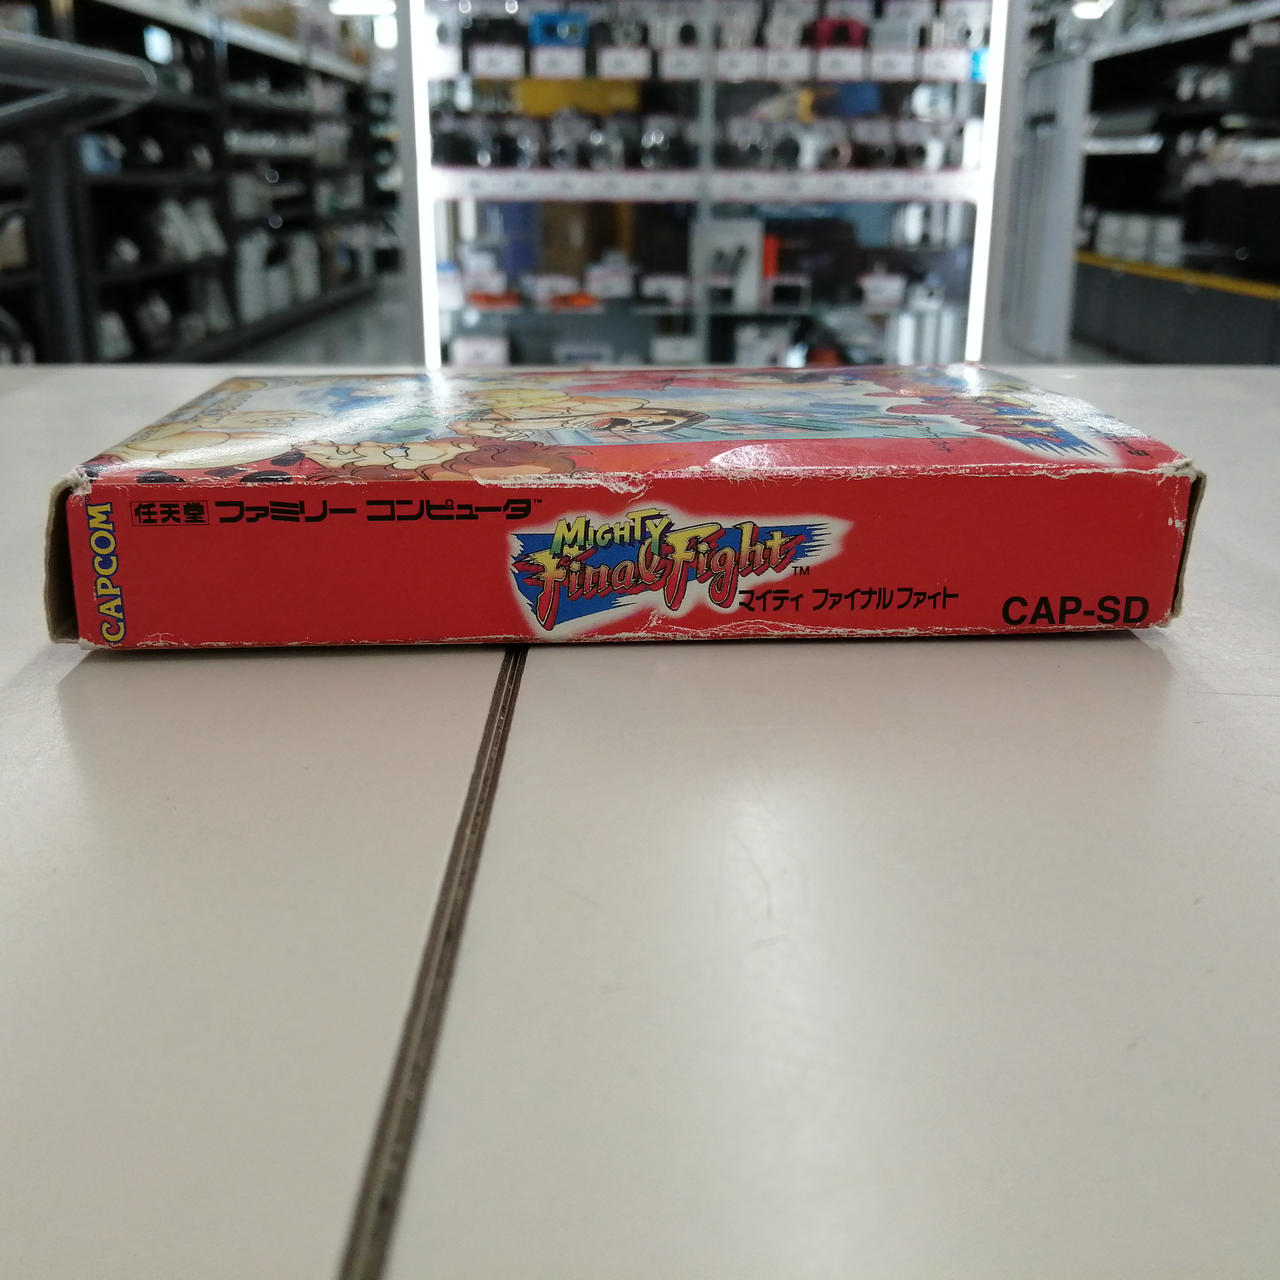 CAPCOM
任天堂 ファミリー コンピュータ™
MIGHTY
Final Fight™
マイティ ファイナルファイト
CAP-SD